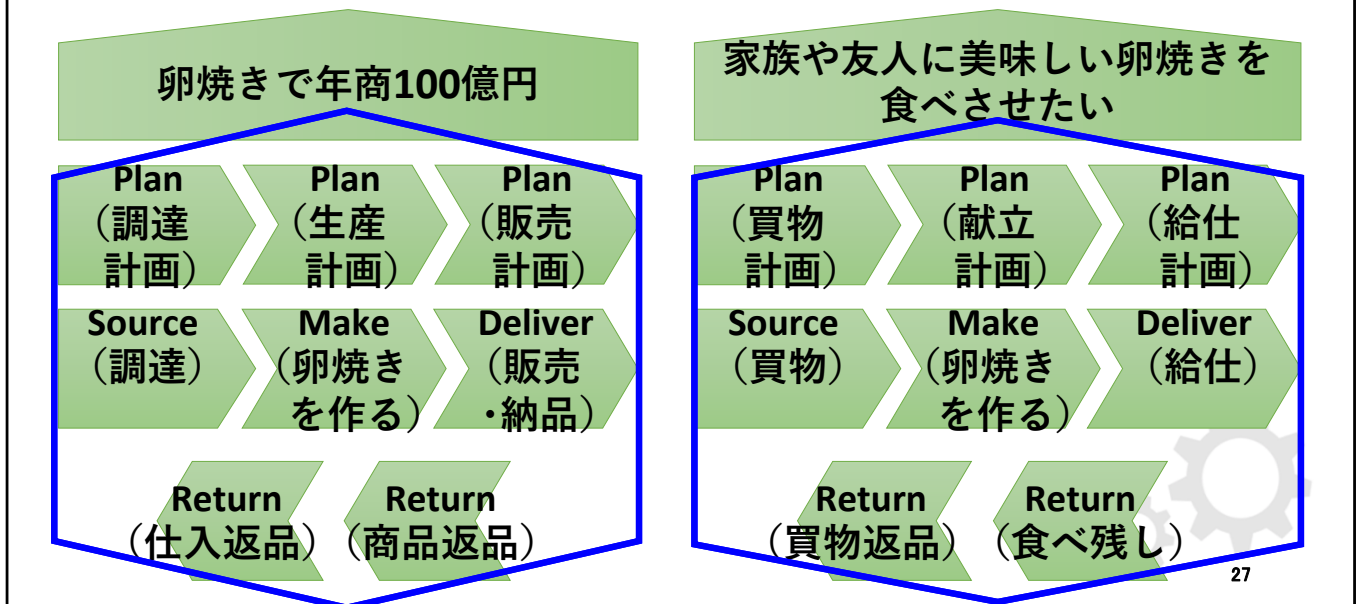 卵焼きで年商100億円
Plan
（調達
計画）
Plan
（生産
計画）
Plan
（販売
計画）
Source
（調達）
Make
（卵焼き
を作る）
Deliver
（販売
・納品）
Return
（仕入返品）
Return
（商品返品）
家族や友人に美味しい卵焼きを
食べさせたい
Plan
（買物
計画）
Plan
（献立
計画）
Plan
（給仕
計画）
Source
（買物）
Make
（卵焼き
を作る）
Deliver
（給仕）
Return
（買物返品）
Return
（食べ残し）
27